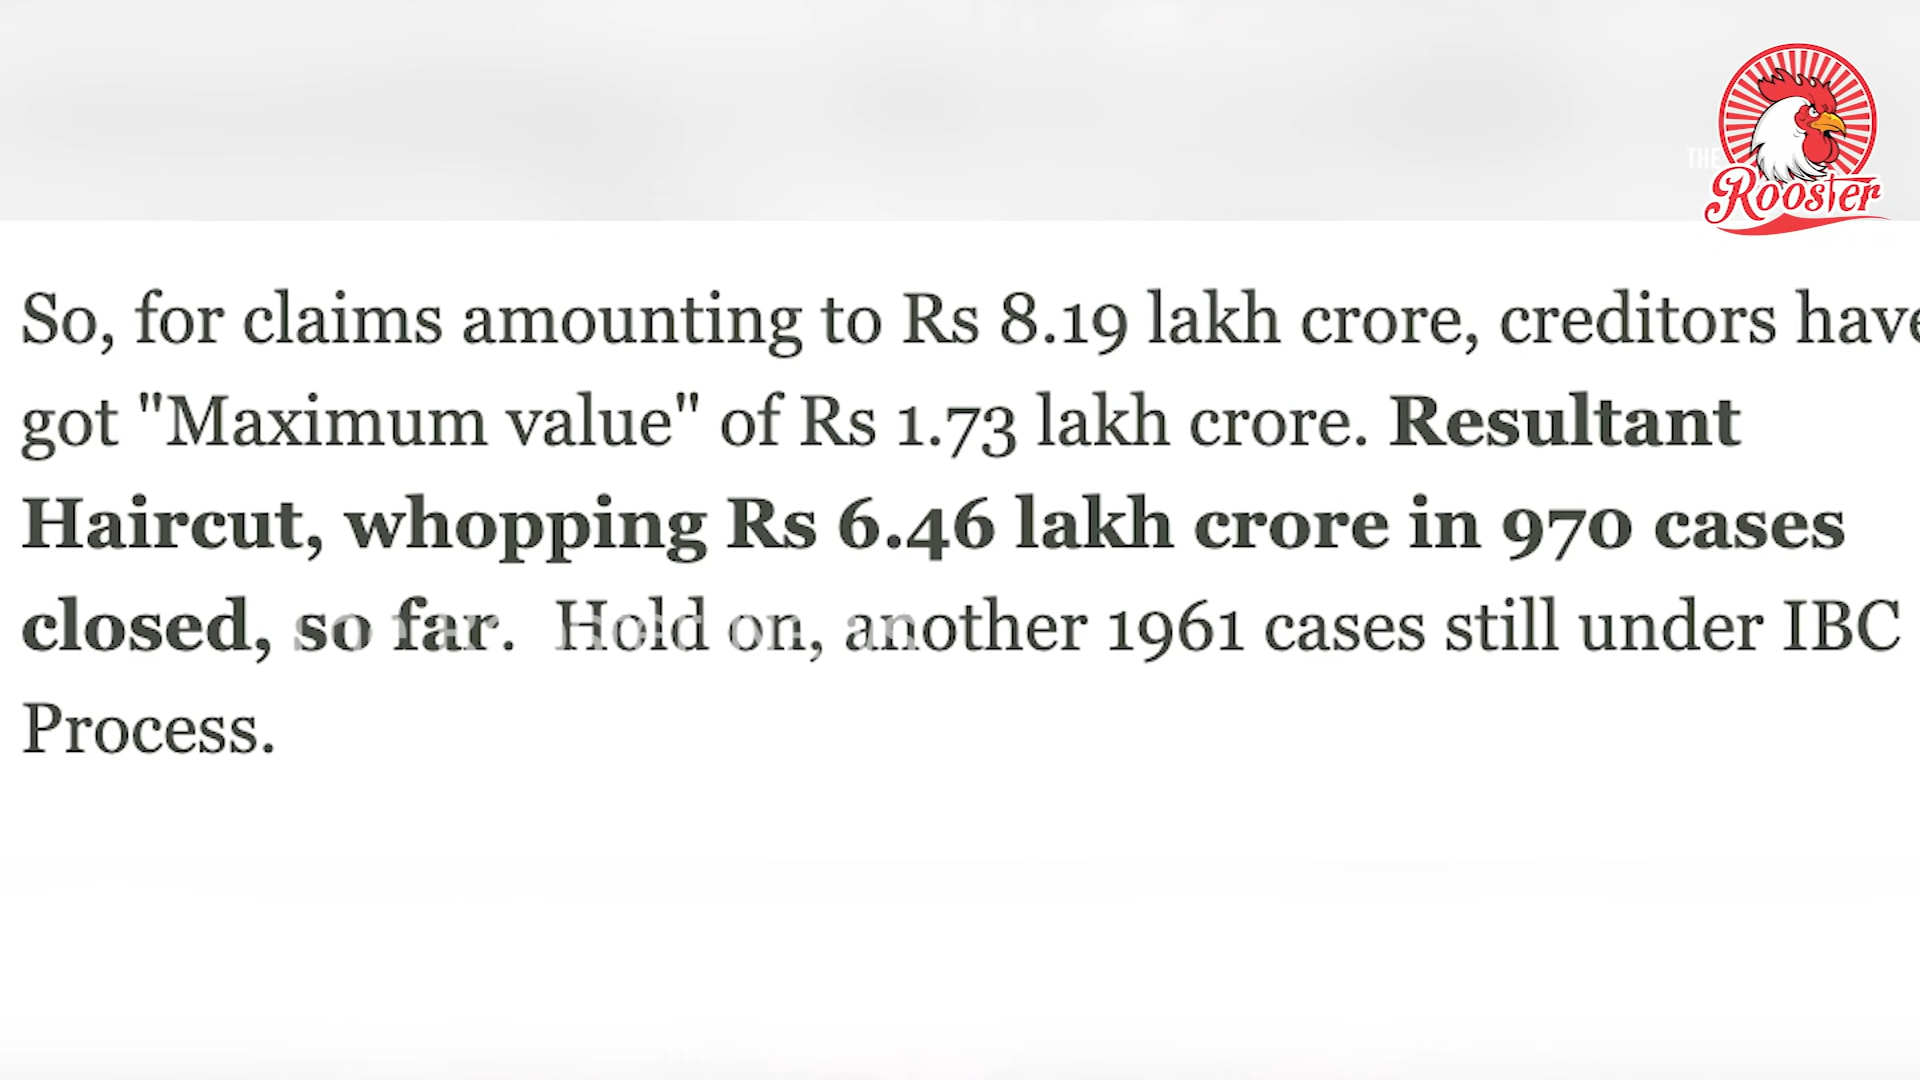 THE
Rooster
So, for claims amounting to Rs 8.19 lakh crore, creditors have
got "Maximum value" of Rs 1.73 lakh crore. Resultant
Haircut, whopping Rs 6.46 lakh crore in 970 cases
closed, so far.  Hold on, another 1961 cases still under IBC
Process.